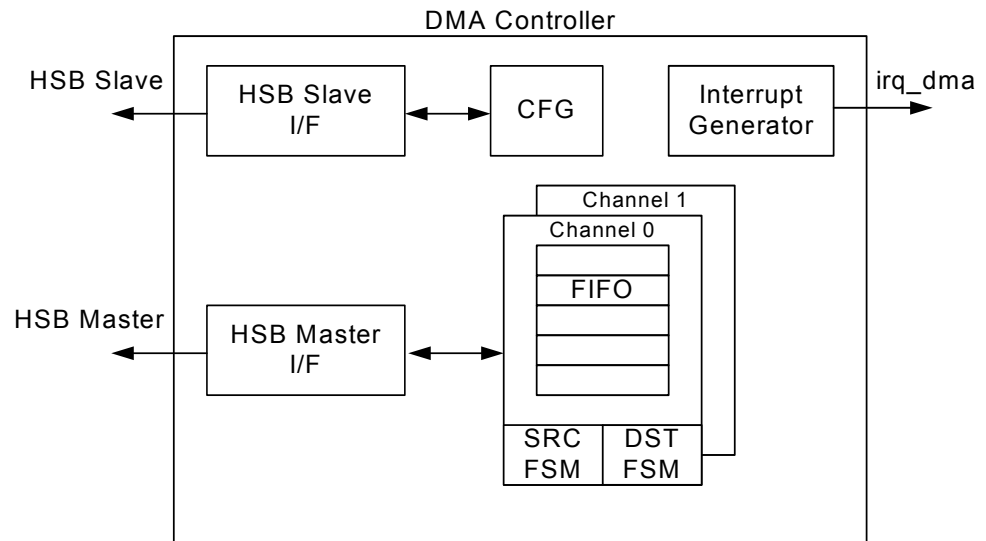 DMA Controller
HSB Slave
HSB Slave
I/F
CFG
Interrupt
Generator
irq_dma
Channel 1
Channel 0
FIFO
HSB Master
HSB Master
I/F
SRC
FSM
DST
FSM